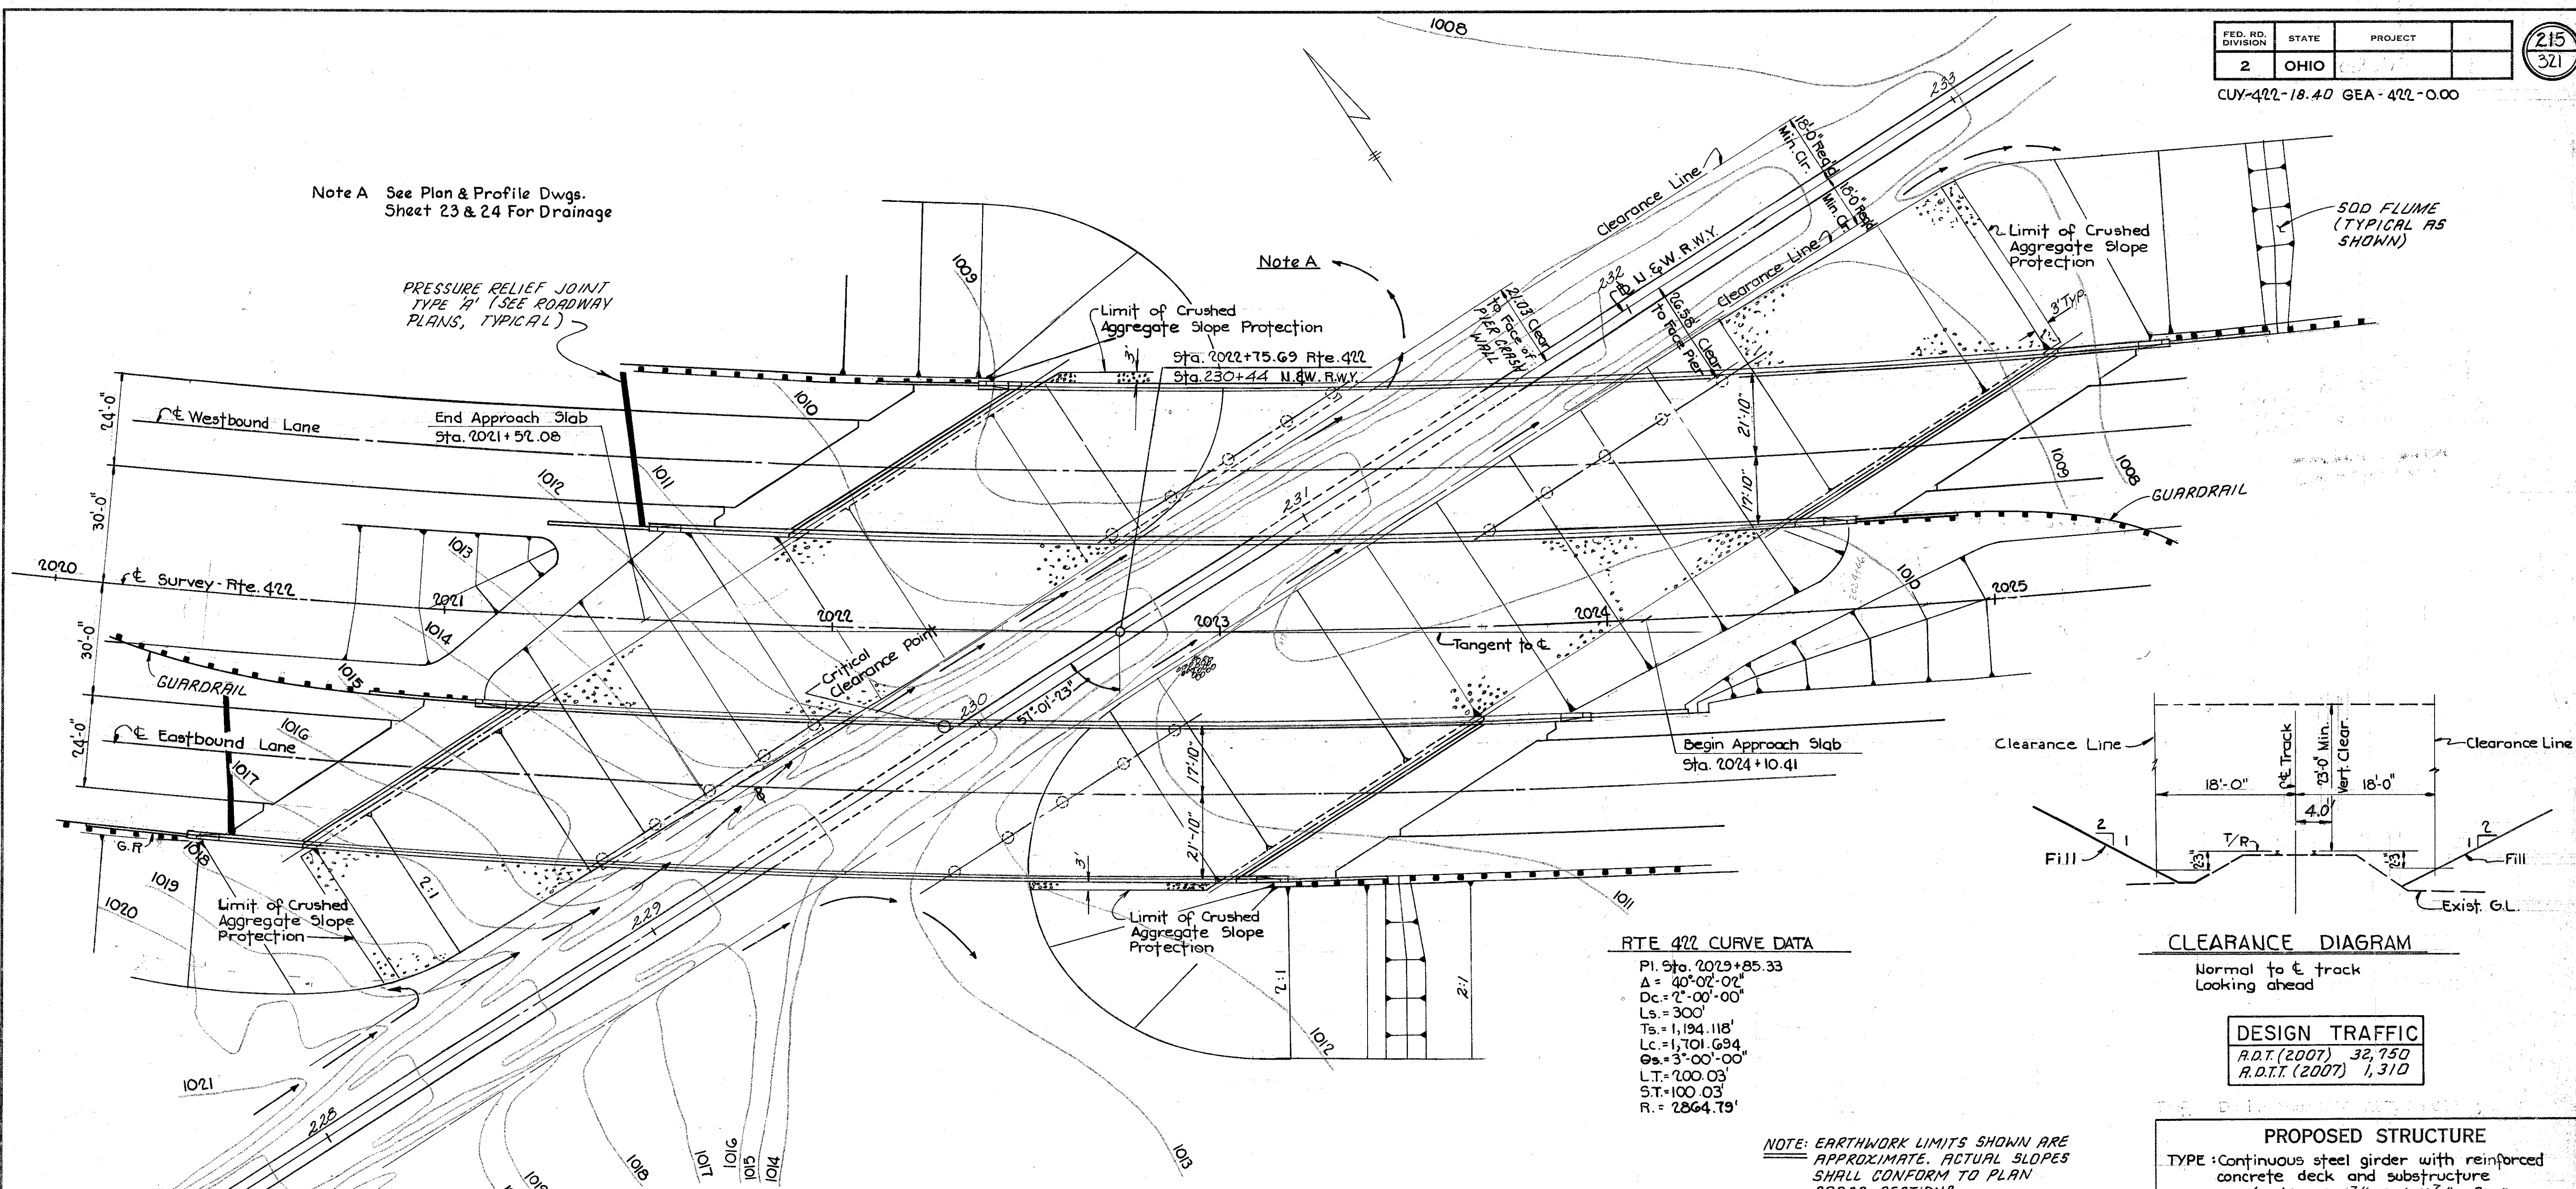 1008
FED. RD. DIVISION
STATE
PROJECT
2
OHIO
215
321
CUY-422-18.40 GEA-422-0.00
Note A See Plan & Profile Dwgs.
Sheet 23 & 24 For Drainage
PRESSURE RELIEF JOINT
TYPE 'A' (SEE ROADWAY
PLANS, TYPICAL)
1009
Note A
Limit of Crushed
Aggregate Slope Protection
3'
Sta. 2022+75.69 Rte. 422
Sta. 230+44 N.&W. R.W.Y.
Clearance Line
18'-0" Req'd
Min. Clr.
18'-0" Req'd
Min. Clr.
233
Clearance Line
232
℄ N.&W. R.W.Y.
21.03' Clear
to Face of
PIER CRASH
WALL
26.58' Clear
to Face Pier
Limit of Crushed
Aggregate Slope
Protection
3' Typ.
SOD FLUME
(TYPICAL AS
SHOWN)
24'-0"
℄ Westbound Lane
End Approach Slab
Sta. 2021+52.08
1010
1011
1012
21'-10"
17'-10"
231
1009
1008
GUARDRAIL
30'-0"
1013
2020
℄ Survey-Rte. 422
2021
1014
2022
2023
2024
2025
1010
Tangent to ℄
30'-0"
GUARDRAIL
1015
Critical
Clearance Point
230
57°-01'-23"
24'-0"
℄ Eastbound Lane
1016
1017
17'-10"
21'-10"
Begin Approach Slab
Sta. 2024+10.41
G.R
1018
1019
1020
2:1
Limit of Crushed
Aggregate Slope
Protection
229
3'
Limit of Crushed
Aggregate Slope
Protection
2:1
2:1
1011
1012
1021
228
1018
1017
1016
1015
1014
1013
RTE 422 CURVE DATA
P.I. Sta. 2029+85.33
Δ = 40°-02'-02"
Dc.= 2°-00'-00"
Ls.= 300'
Ts.= 1,194.118'
Lc.= 1,701.694
Θs.= 3°-00'-00"
L.T.= 200.03'
S.T.= 100.03'
R. = 2864.79'
Clearance Line
Clearance Line
18'-0"
℄ Track
23'-0" Min.
Vert. Clear.
18'-0"
4.0'
2
1
T/R
23"
23"
2
1
Fill
Fill
Exist. G.L.
CLEARANCE DIAGRAM
Normal to ℄ track
Looking ahead
DESIGN TRAFFIC
A.D.T. (2007) 32,750
A.D.T.T. (2007) 1,310
NOTE: EARTHWORK LIMITS SHOWN ARE
APPROXIMATE. ACTUAL SLOPES
SHALL CONFORM TO PLAN
PROPOSED STRUCTURE
TYPE : Continuous steel girder with reinforced
concrete deck and substructure